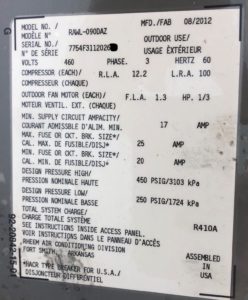 MODEL NO./ RAWL-090DAZ MFD./FAB 08/2012
MODÈLE N°
SERIAL NO./ 7754F3112026 OUTDOOR USE/
N° DE SÉRIE USAGE ÉXTÉRIEUR
VOLTS 460 PHASE. 3 HERTZ 60
COMPRESSOR (EACH) R.L.A. 12.2 L.R.A. 100
COMPRESSEUR (CHAQUE)
OUTDOOR FAN MOTOR (EACH) F.L.A. 1.3 HP. 1/3
MOTEUR VENTIL. EXT. (CHAQUE)
MIN. SUPPLY CIRCUIT AMPACITY/
COURANT ADMISSIBLE D'ALIM. MIN. 17 AMP
MAX. FUSE OR CKT. BRK. SIZE*/
CAL. MAX. DE FUSIBLE/DISJ* 25 AMP
MIN. FUSE OR CKT. BRK. SIZE*/
CAL. MIN. DE FUSIBLE/DISJ* 20 AMP
DESIGN PRESSURE HIGH/
PRESSION NOMINALE HAUTE 450 PSIG/3103 kPa
DESIGN PRESSURE LOW/
PRESSION NOMINALE BASSE 250 PSIG/1724 kPa
TOTAL SYSTEM CHARGE/
CHARGE TOTALE SYSTÈME R410A
SEE INSTRUCTIONS INSIDE ACCESS PANEL./
VOIR INSTRUCTIONS DANS LE PANNEAU D'ACCÈS
RHEEM AIR CONDITIONING DIVISION
FORT SMITH, ARKANSAS ASSEMBLED IN USA
*HACR TYPE BREAKER FOR U.S.A./
DISJONCTEUR DIFFERENTIEL